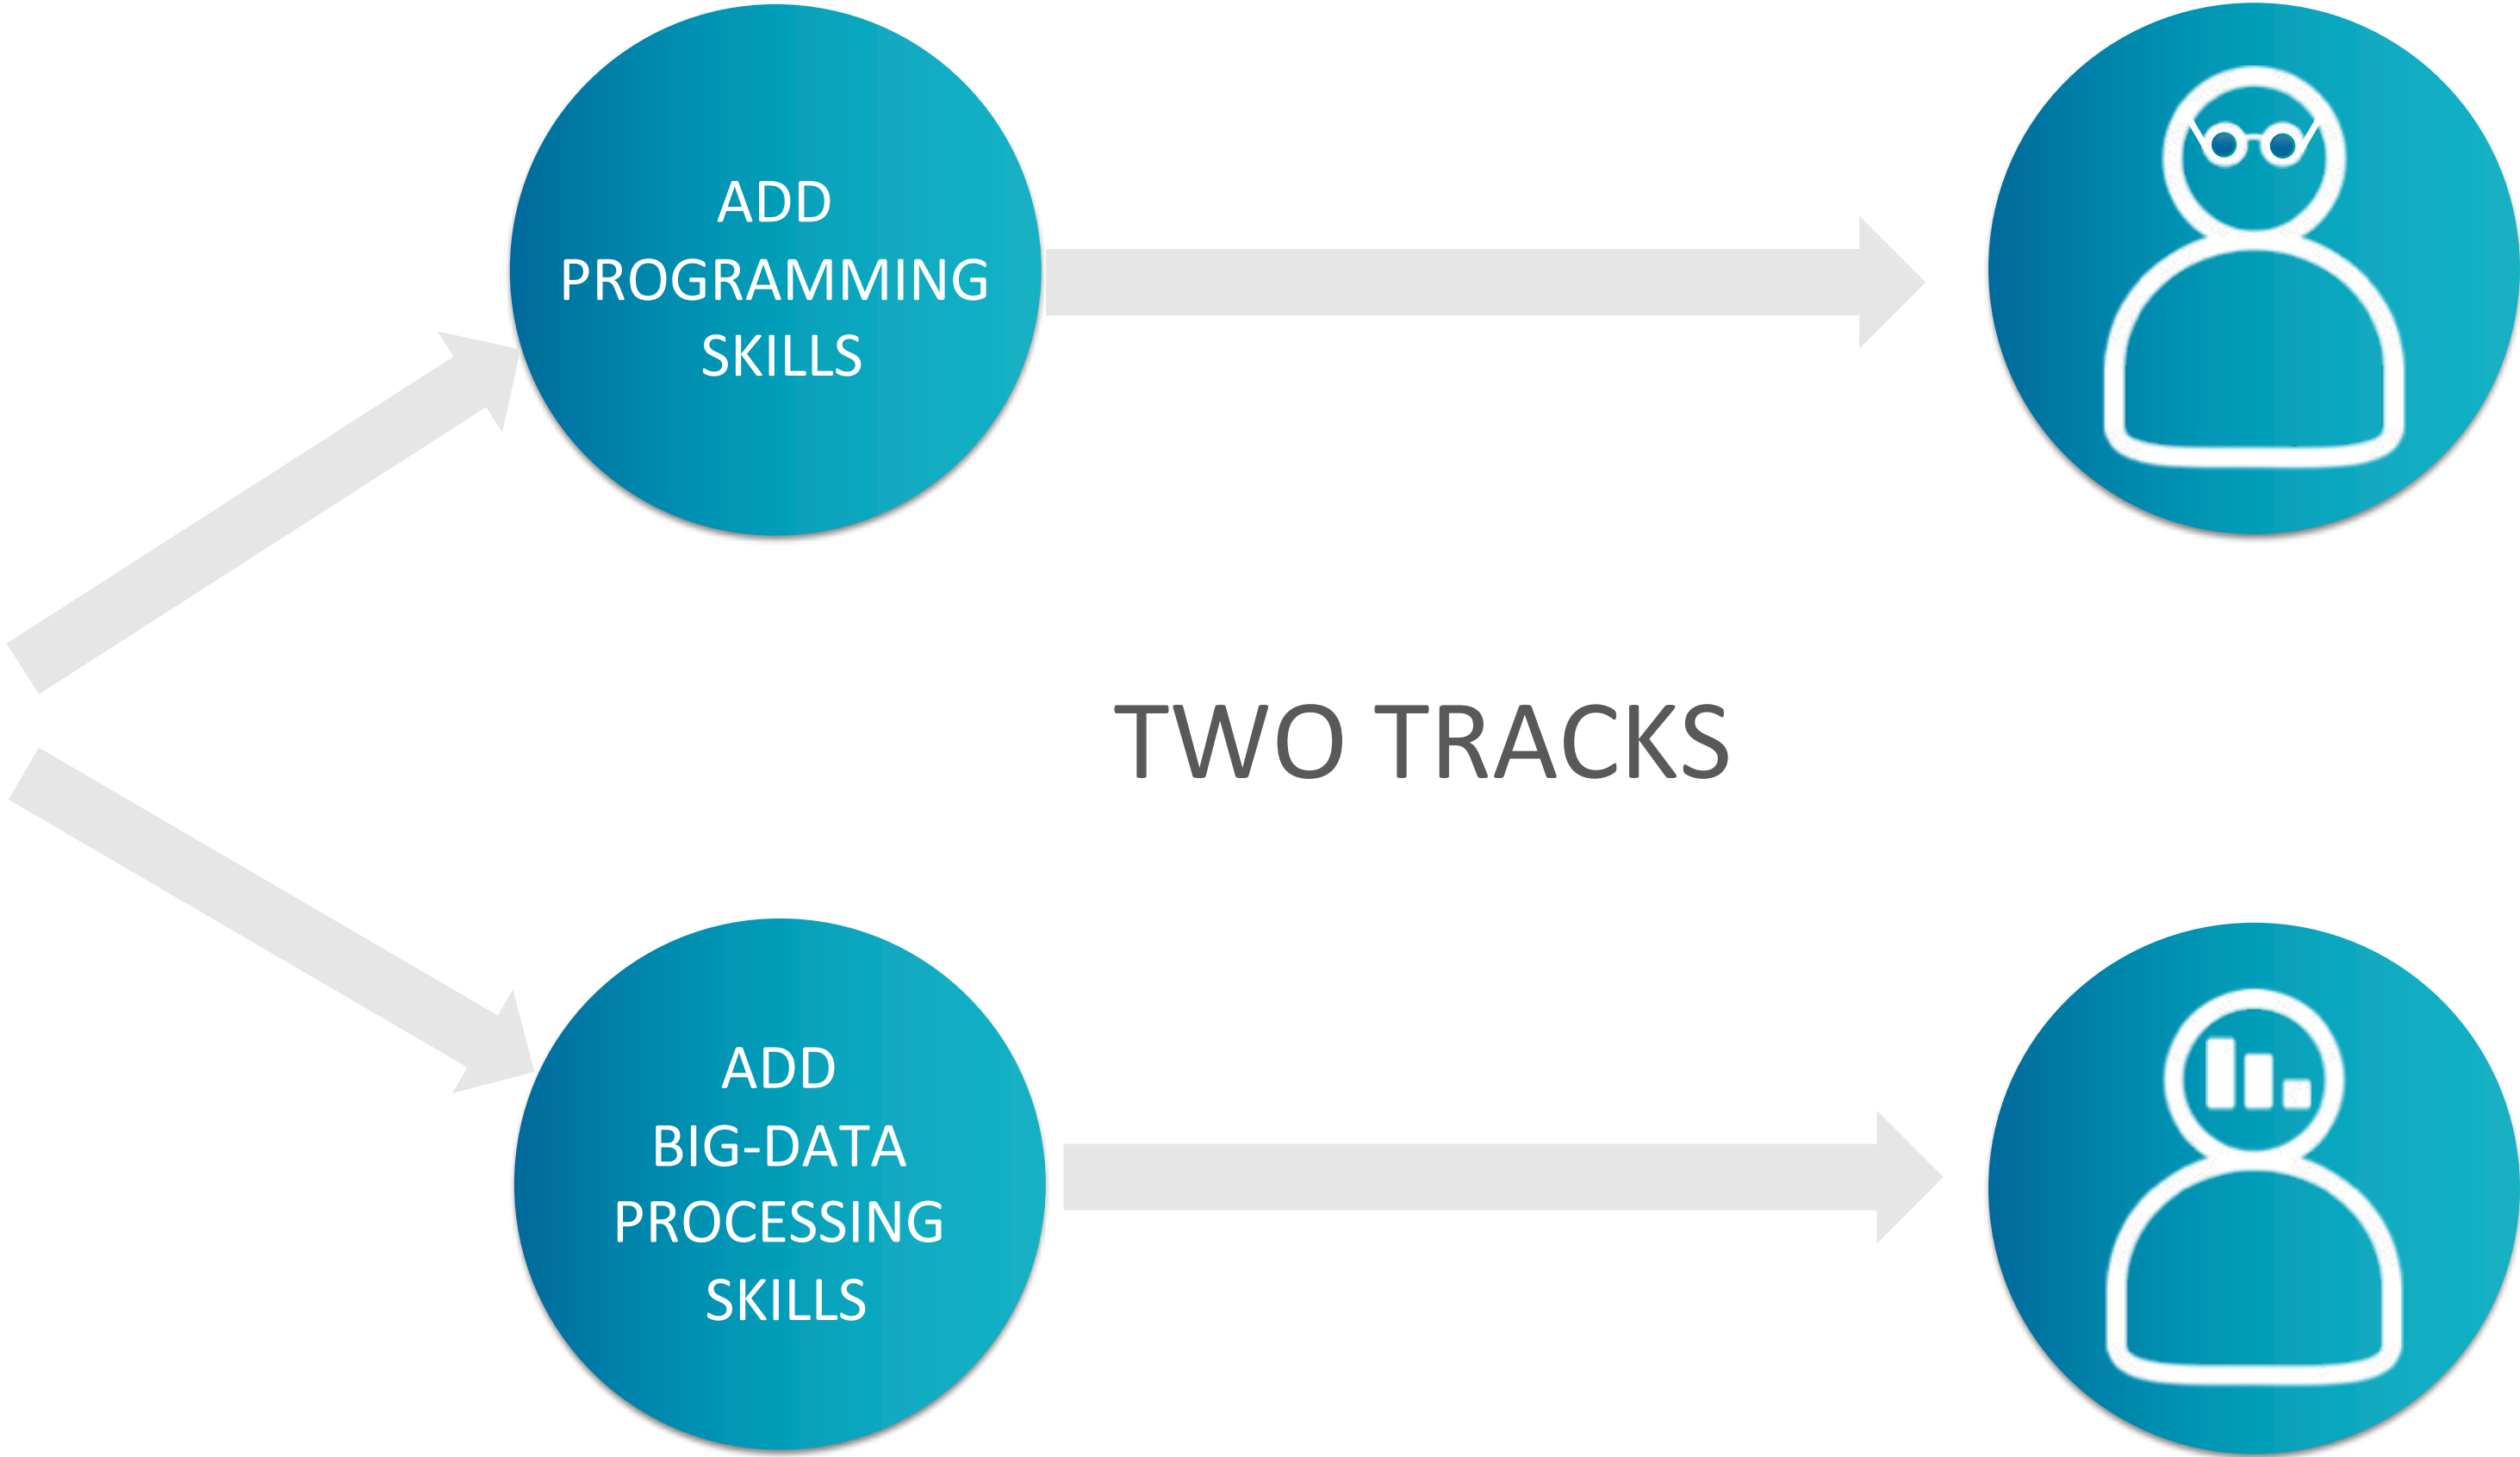 ADD
PROGRAMMING
SKILLS
TWO TRACKS
ADD
BIG-DATA
PROCESSING
SKILLS